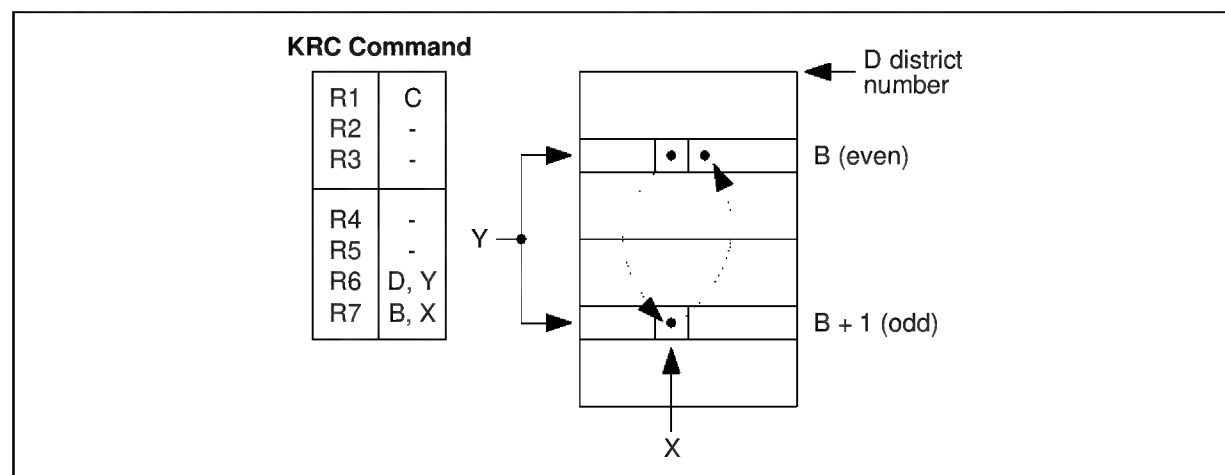 KRC Command
R1 C
R2 -
R3 -
R4 -
R5 -
R6 D, Y
R7 B, X
D district
number
B (even)
Y
B + 1 (odd)
X